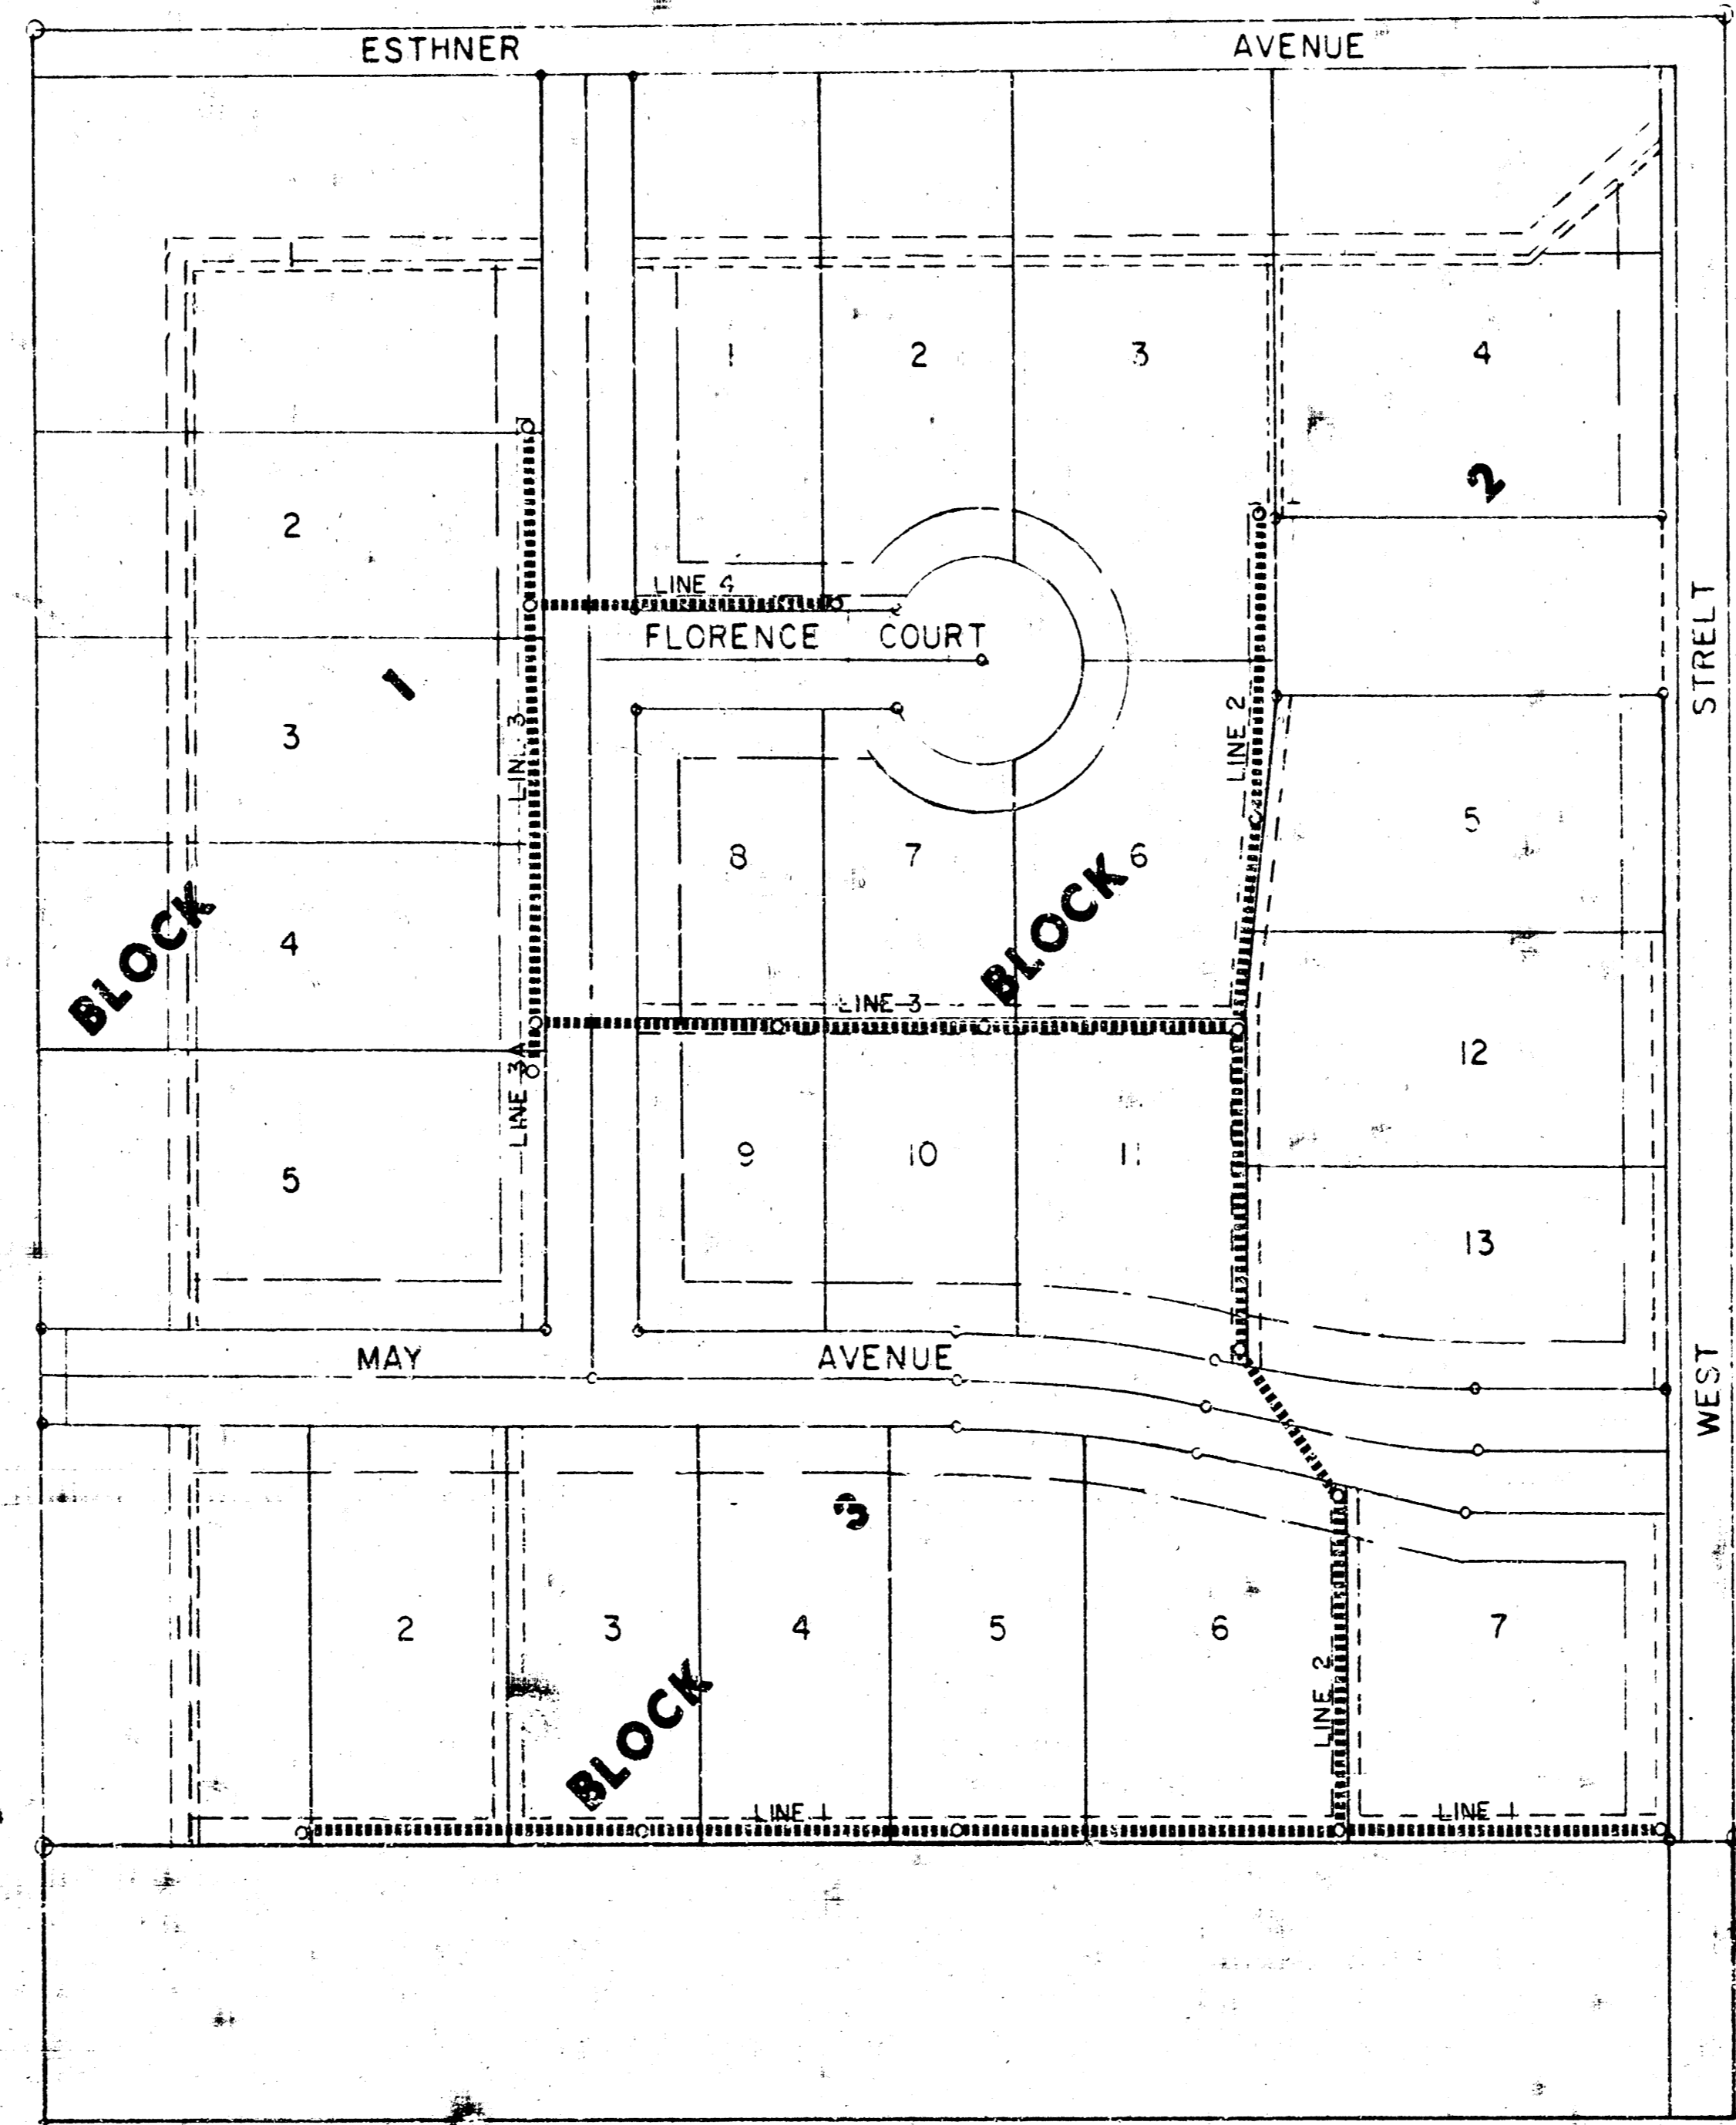 ESTHNER AVENUE
1 2 3 4
2
2
LINE 4
FLORENCE COURT
STREET
1
3
LINE 3
LINE 2
5
8 7 6
BLOCK
BLOCK
4
LINE 3
12
LINE 3A
9 10 11
5
13
MAY AVENUE
WEST
3
2 3 4 5 6 7
BLOCK
LINE 2
LINE 1 LINE 1